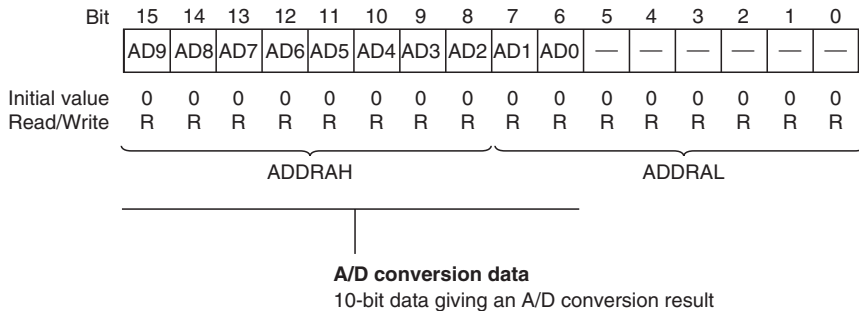 Bit 15 14 13 12 11 10 9 8 7 6 5 4 3 2 1 0
AD9 AD8 AD7 AD6 AD5 AD4 AD3 AD2 AD1 AD0 — — — — — —
Initial value 0 0 0 0 0 0 0 0 0 0 0 0 0 0 0 0
Read/Write R R R R R R R R R R R R R R R R
ADDRAH ADDRAL
A/D conversion data
10-bit data giving an A/D conversion result